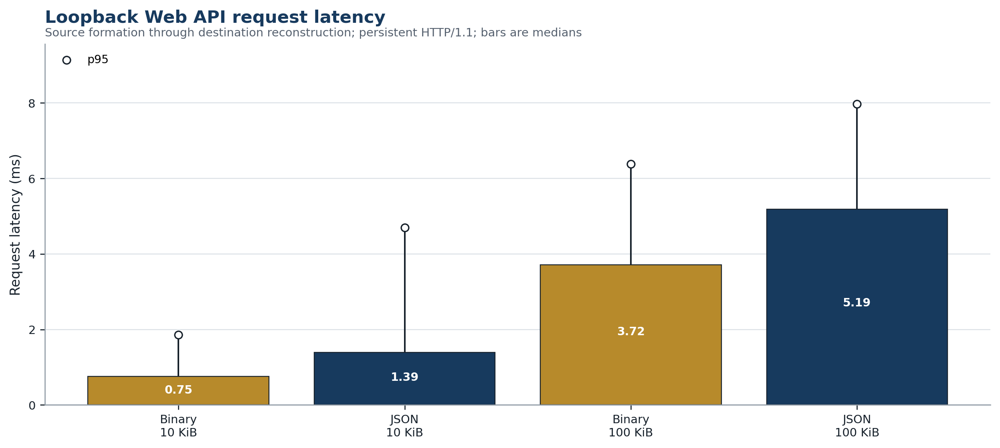 Loopback Web API request latency
Source formation through destination reconstruction; persistent HTTP/1.1; bars are medians
p95
Request latency (ms)
8
6
4
2
0
0.75
1.39
3.72
5.19
Binary
10 KiB
JSON
10 KiB
Binary
100 KiB
JSON
100 KiB